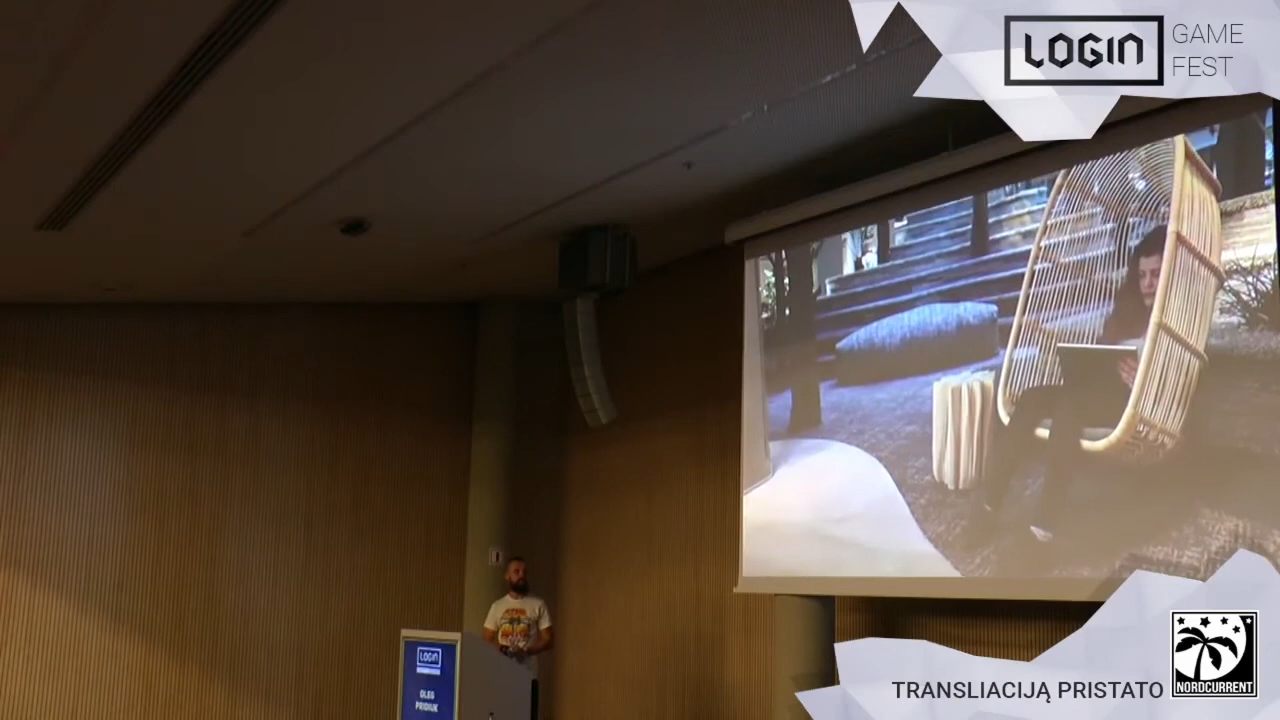 LOGIN
GAME
FEST
LOGIN
OLEG
PRIDIUK
TRANSLIACIJĄ PRISTATO
NORDCURRENT